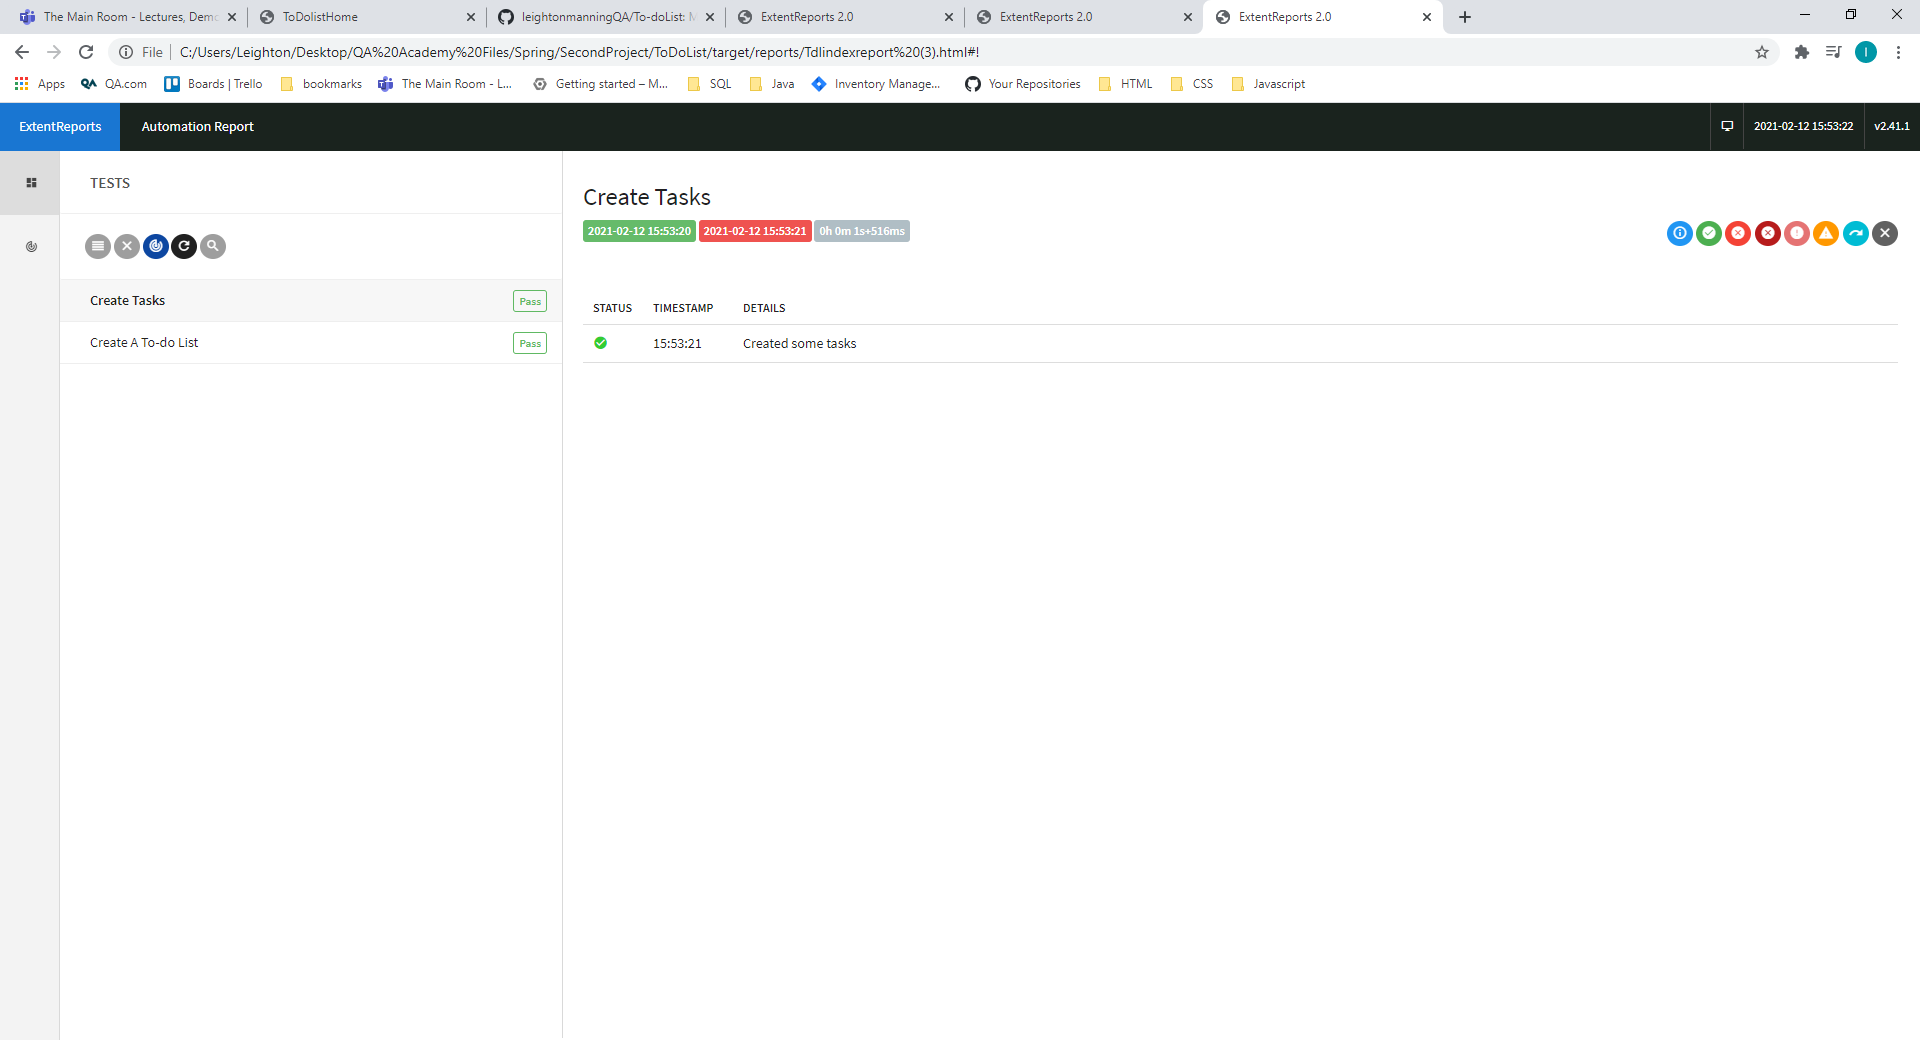 The Main Room - Lectures, Demo
ToDolistHome
leightonmanningQA/To-doList: M
ExtentReports 2.0
ExtentReports 2.0
ExtentReports 2.0
File
C:/Users/Leighton/Desktop/QA%20Academy%20Files/Spring/SecondProject/ToDoList/target/reports/Tdlindexreport%20(3).html#!
I
Apps
QA
QA.com
Boards | Trello
bookmarks
The Main Room - L...
Getting started – M...
SQL
Java
Inventory Manage...
Your Repositories
HTML
CSS
Javascript
ExtentReports
Automation Report
2021-02-12 15:53:22
v2.41.1
TESTS
Create Tasks
Pass
Create A To-do List
Pass
Create Tasks
2021-02-12 15:53:20
2021-02-12 15:53:21
0h 0m 1s+516ms
STATUS
TIMESTAMP
DETAILS
15:53:21
Created some tasks